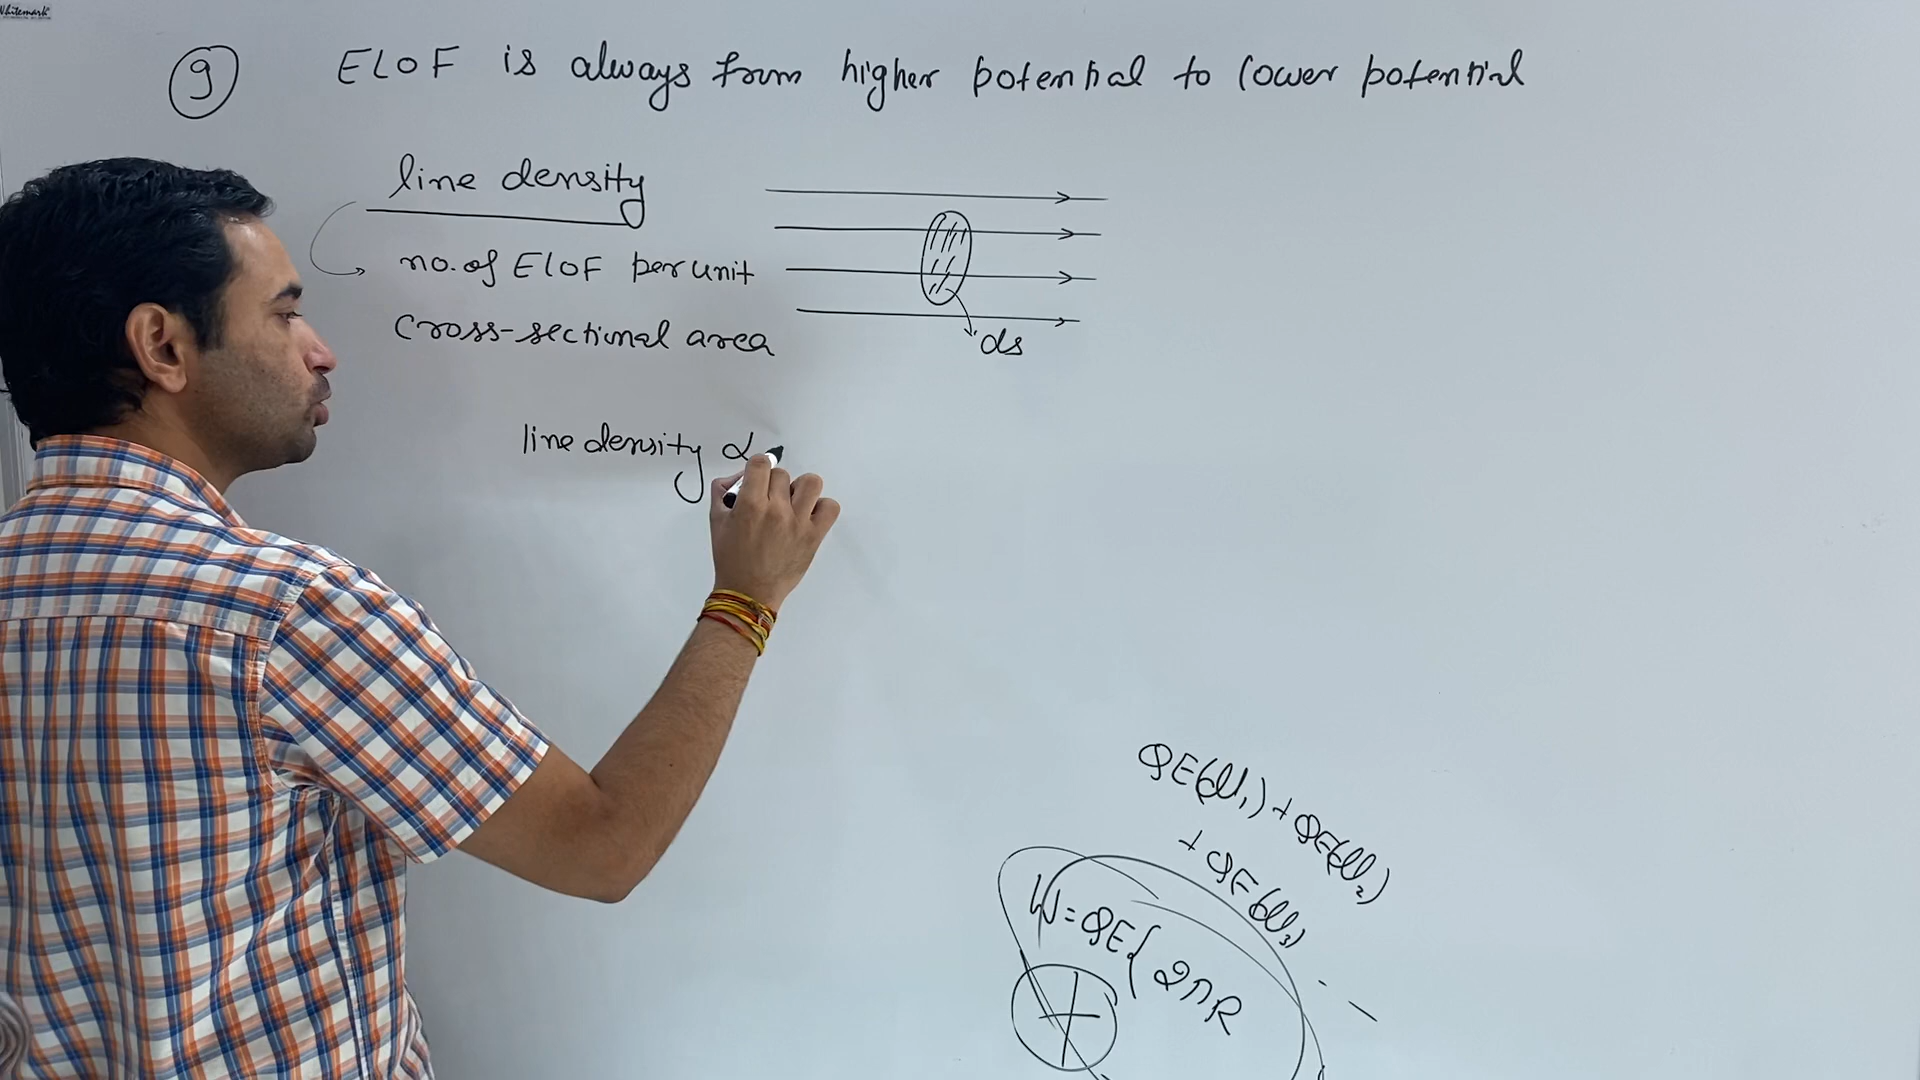 Whitemark
9 ELOF is always from higher potential to lower potential
line density
no. of ELOF per unit
cross-sectional area
ds
line density ∝
QE(dl₁) + QE(dl₂)
+ QE(dl₃) - -
W = QE{ 2πR
+